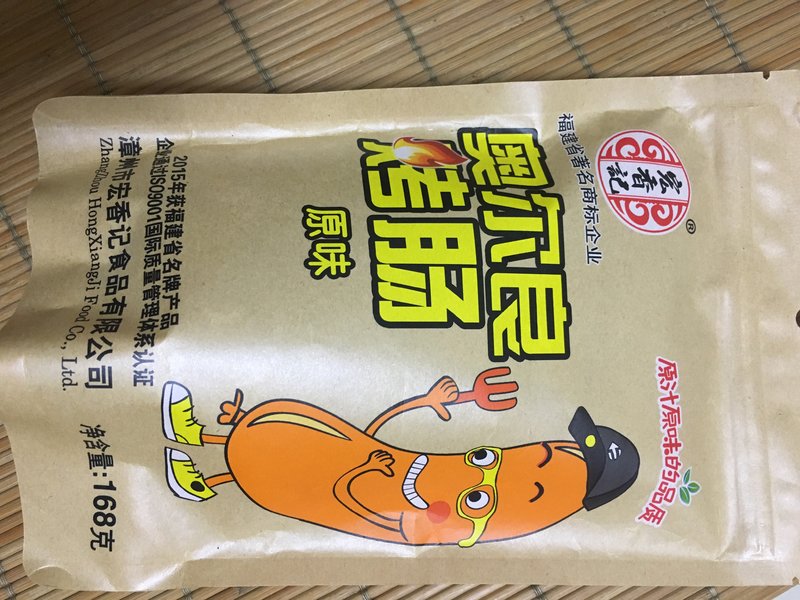 宏香记
®
福建省著名商标企业
奥尔良
烤肠
原味
原汁原味的品质
2015年获福建省名牌产品
企业通过ISO9001国际质量管理体系认证
漳州市宏香记食品有限公司
ZhangZhou HongXiangJi Food Co., Ltd.
净含量:168克